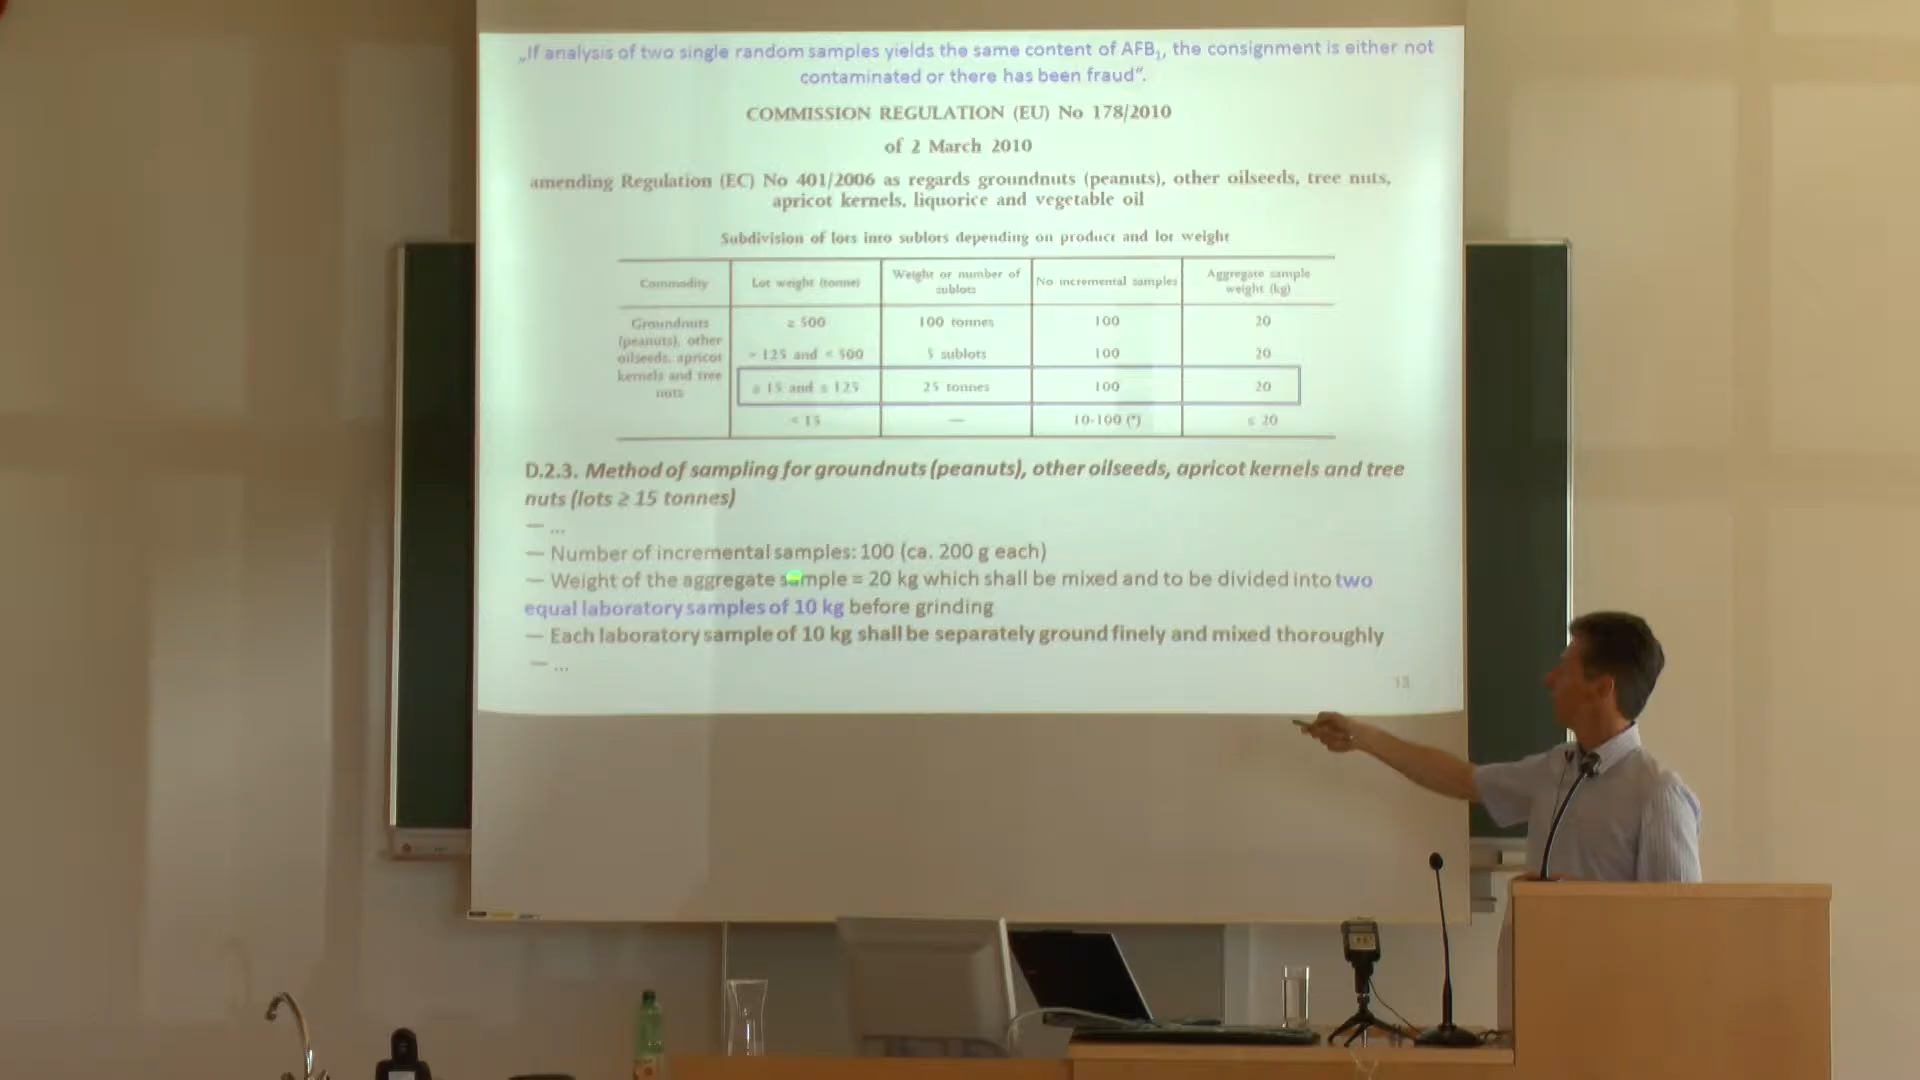 „If analysis of two single random samples yields the same content of AFB₁, the consignment is either not
contaminated or there has been fraud“.
COMMISSION REGULATION (EU) No 178/2010
of 2 March 2010
amending Regulation (EC) No 401/2006 as regards groundnuts (peanuts), other oilseeds, tree nuts,
apricot kernels, liquorice and vegetable oil
Subdivision of lots into sublots depending on product and lot weight
Commodity
Lot weight (tonne)
Weight or number of
sublots
No incremental samples
Aggregate sample
weight (kg)
Groundnuts
(peanuts), other
oilseeds, apricot
kernels and tree
nuts
≥ 500 100 tonnes 100 20
> 125 and < 500 5 sublots 100 20
≥ 15 and ≤ 125 25 tonnes 100 20
< 15 — 10-100 (*) ≤ 20
D.2.3. Method of sampling for groundnuts (peanuts), other oilseeds, apricot kernels and tree
nuts (lots ≥ 15 tonnes)
— ...
— Number of incremental samples: 100 (ca. 200 g each)
— Weight of the aggregate sample = 20 kg which shall be mixed and to be divided into two
equal laboratory samples of 10 kg before grinding
— Each laboratory sample of 10 kg shall be separately ground finely and mixed thoroughly
— ...
13